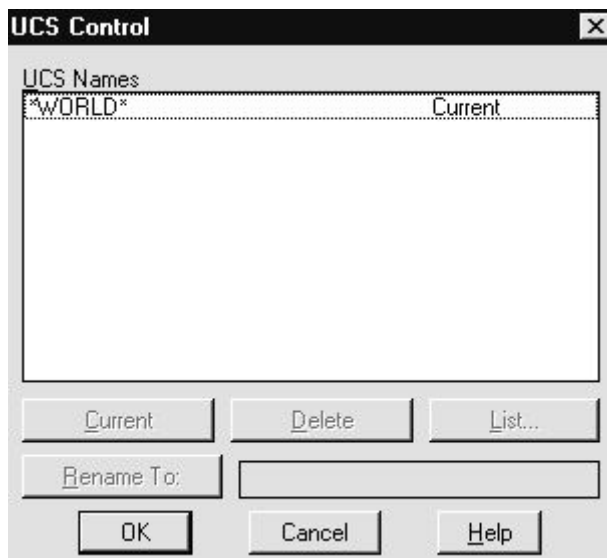 UCS Control
UCS Names
*WORLD* Current
Current Delete List...
Rename To:
OK Cancel Help